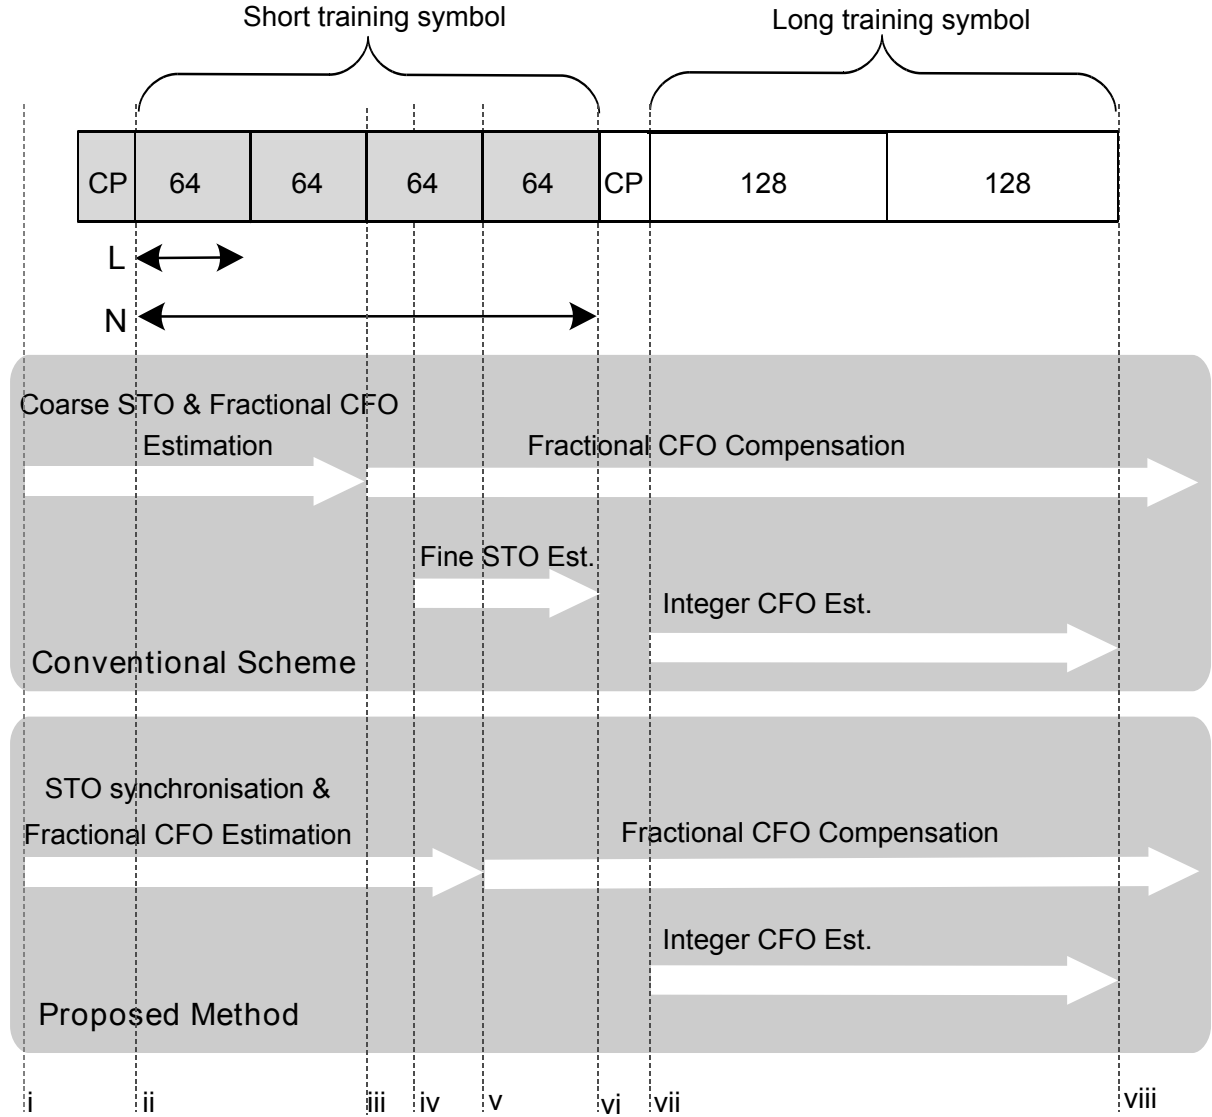 Short training symbol
Long training symbol
CP 64 64 64 64 CP 128 128
L
N
Coarse STO & Fractional CFO
Estimation
Fractional CFO Compensation
Fine STO Est.
Integer CFO Est.
Conventional Scheme
STO synchronisation &
Fractional CFO Estimation
Fractional CFO Compensation
Integer CFO Est.
Proposed Method
i ii iii iv v vi vii viii